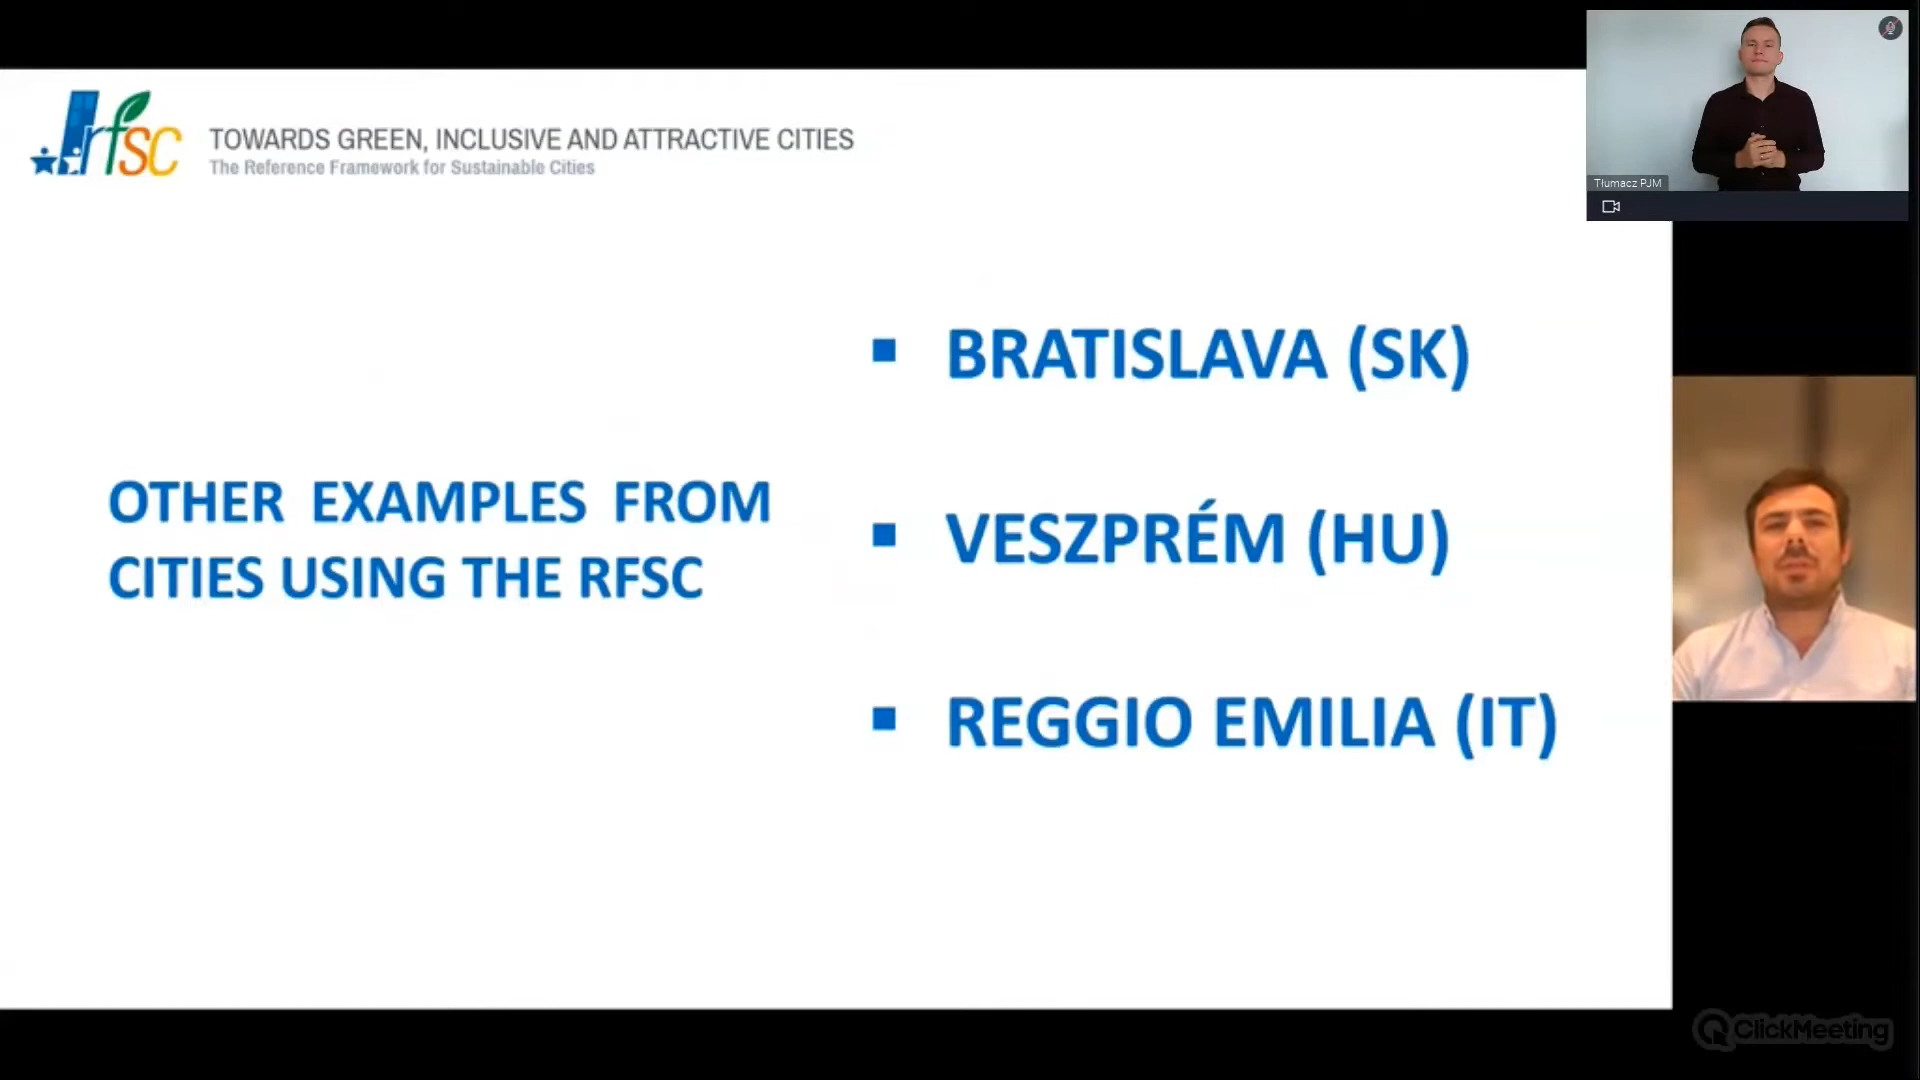 rfsc
TOWARDS GREEN, INCLUSIVE AND ATTRACTIVE CITIES
The Reference Framework for Sustainable Cities
Tłumacz PJM
OTHER EXAMPLES FROM
CITIES USING THE RFSC
▪ BRATISLAVA (SK)
▪ VESZPRÉM (HU)
▪ REGGIO EMILIA (IT)
ClickMeeting